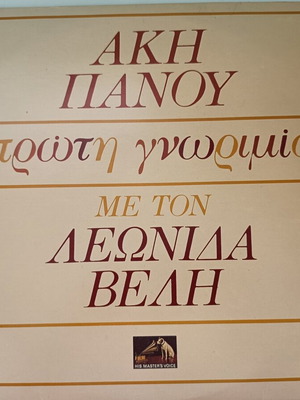 ΑΚΗ
ΠΑΝΟΥ
πρώτη γνωριμία
ΜΕ ΤΟΝ
ΛΕΩΝΙΔΑ
ΒΕΛΗ
HIS MASTER'S VOICE